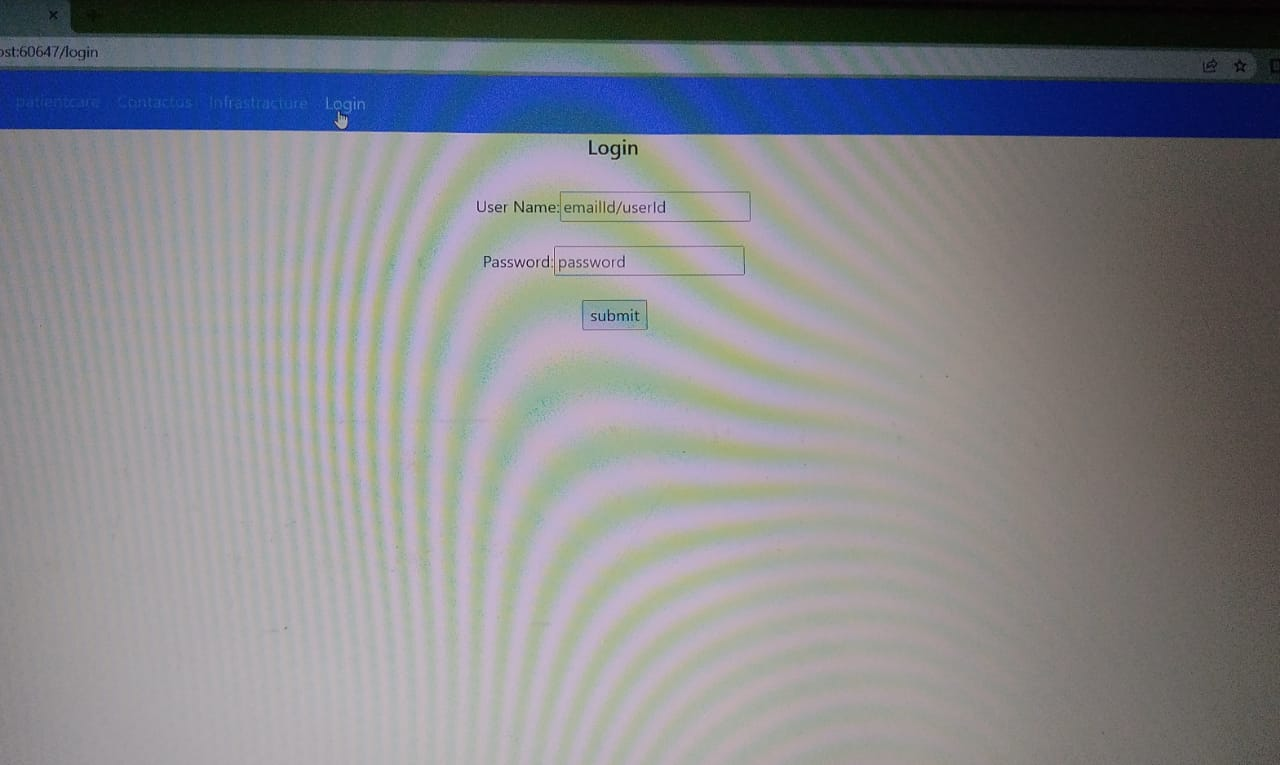 ost:60647/login
patientcare Contactus Infrastracture Login
Login
User Name: emailId/userId
Password: password
submit